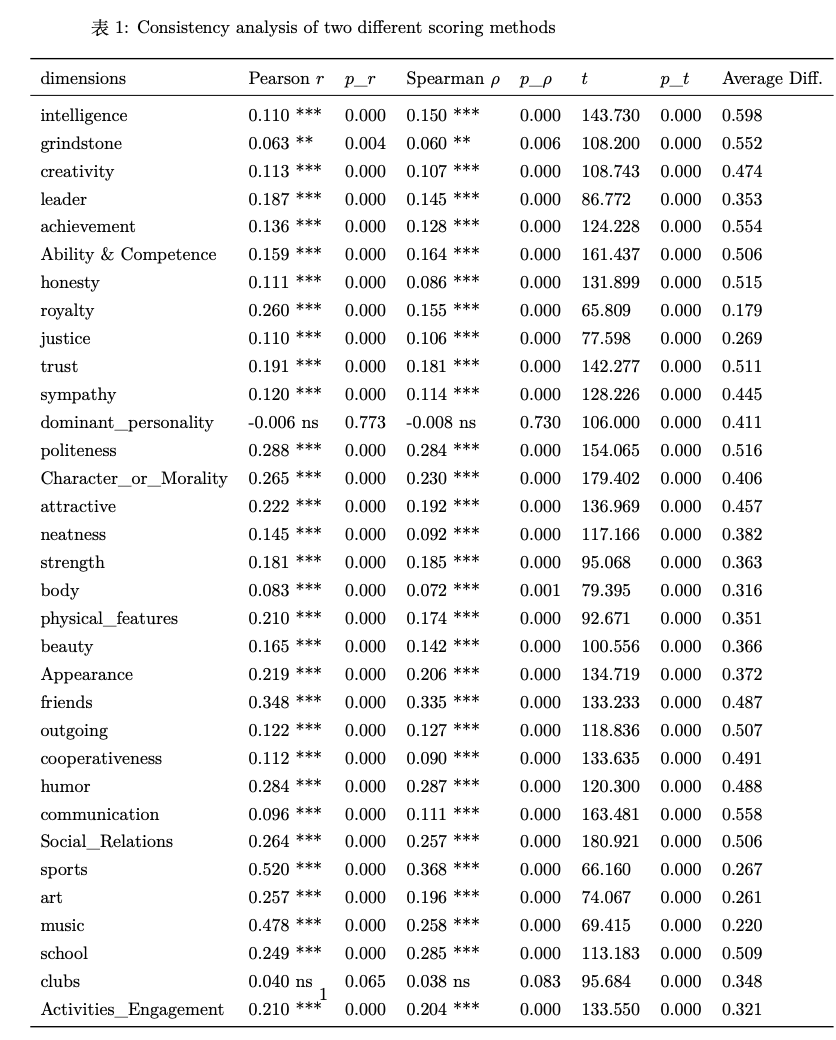 表 1: Consistency analysis of two different scoring methods
dimensions Pearson r p_r Spearman ρ p_ρ t p_t Average Diff.
intelligence 0.110 *** 0.000 0.150 *** 0.000 143.730 0.000 0.598
grindstone 0.063 ** 0.004 0.060 ** 0.006 108.200 0.000 0.552
creativity 0.113 *** 0.000 0.107 *** 0.000 108.743 0.000 0.474
leader 0.187 *** 0.000 0.145 *** 0.000 86.772 0.000 0.353
achievement 0.136 *** 0.000 0.128 *** 0.000 124.228 0.000 0.554
Ability & Competence 0.159 *** 0.000 0.164 *** 0.000 161.437 0.000 0.506
honesty 0.111 *** 0.000 0.086 *** 0.000 131.899 0.000 0.515
royalty 0.260 *** 0.000 0.155 *** 0.000 65.809 0.000 0.179
justice 0.110 *** 0.000 0.106 *** 0.000 77.598 0.000 0.269
trust 0.191 *** 0.000 0.181 *** 0.000 142.277 0.000 0.511
sympathy 0.120 *** 0.000 0.114 *** 0.000 128.226 0.000 0.445
dominant_personality -0.006 ns 0.773 -0.008 ns 0.730 106.000 0.000 0.411
politeness 0.288 *** 0.000 0.284 *** 0.000 154.065 0.000 0.516
Character_or_Morality 0.265 *** 0.000 0.230 *** 0.000 179.402 0.000 0.406
attractive 0.222 *** 0.000 0.192 *** 0.000 136.969 0.000 0.457
neatness 0.145 *** 0.000 0.092 *** 0.000 117.166 0.000 0.382
strength 0.181 *** 0.000 0.185 *** 0.000 95.068 0.000 0.363
body 0.083 *** 0.000 0.072 *** 0.001 79.395 0.000 0.316
physical_features 0.210 *** 0.000 0.174 *** 0.000 92.671 0.000 0.351
beauty 0.165 *** 0.000 0.142 *** 0.000 100.556 0.000 0.366
Appearance 0.219 *** 0.000 0.206 *** 0.000 134.719 0.000 0.372
friends 0.348 *** 0.000 0.335 *** 0.000 133.233 0.000 0.487
outgoing 0.122 *** 0.000 0.127 *** 0.000 118.836 0.000 0.507
cooperativeness 0.112 *** 0.000 0.090 *** 0.000 133.635 0.000 0.491
humor 0.284 *** 0.000 0.287 *** 0.000 120.300 0.000 0.488
communication 0.096 *** 0.000 0.111 *** 0.000 163.481 0.000 0.558
Social_Relations 0.264 *** 0.000 0.257 *** 0.000 180.921 0.000 0.506
sports 0.520 *** 0.000 0.368 *** 0.000 66.160 0.000 0.267
art 0.257 *** 0.000 0.196 *** 0.000 74.067 0.000 0.261
music 0.478 *** 0.000 0.258 *** 0.000 69.415 0.000 0.220
school 0.249 *** 0.000 0.285 *** 0.000 113.183 0.000 0.509
clubs 0.040 ns 0.065 0.038 ns 0.083 95.684 0.000 0.348
1
Activities_Engagement 0.210 *** 0.000 0.204 *** 0.000 133.550 0.000 0.321